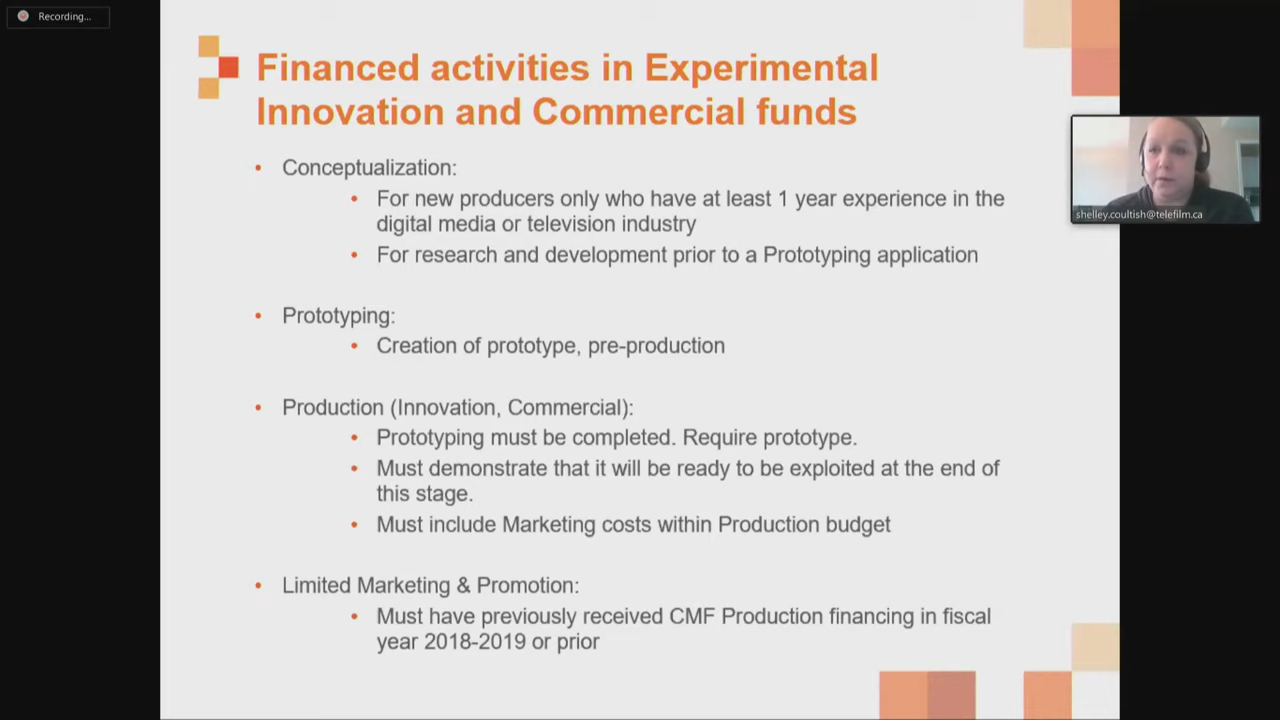 Recording...
Financed activities in Experimental
Innovation and Commercial funds
• Conceptualization:
• For new producers only who have at least 1 year experience in the
digital media or television industry
• For research and development prior to a Prototyping application
• Prototyping:
• Creation of prototype, pre-production
• Production (Innovation, Commercial):
• Prototyping must be completed. Require prototype.
• Must demonstrate that it will be ready to be exploited at the end of
this stage.
• Must include Marketing costs within Production budget
• Limited Marketing & Promotion:
• Must have previously received CMF Production financing in fiscal
year 2018-2019 or prior
shelley.coultish@telefilm.ca